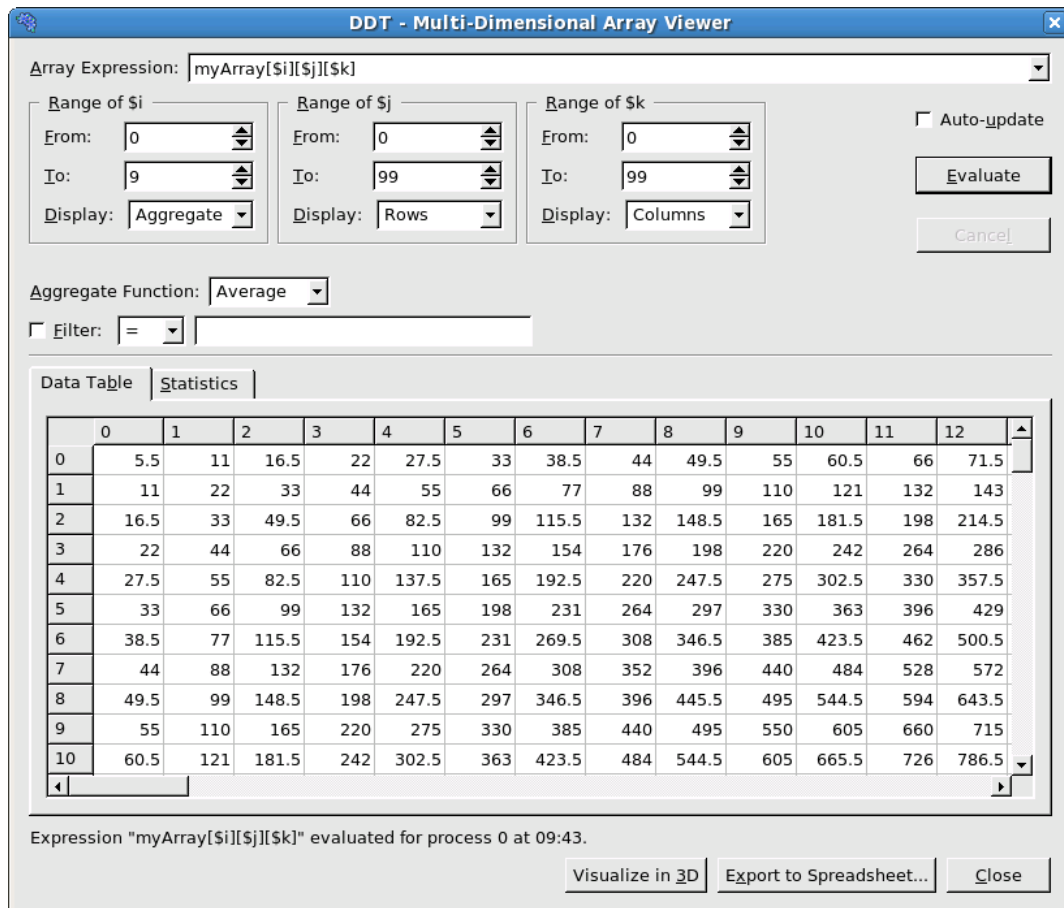 DDT - Multi-Dimensional Array Viewer
Array Expression: myArray[$i][$j][$k]
Range of $i Range of $j Range of $k
Auto-update
From: 0 From: 0 From: 0
To: 9 To: 99 To: 99
Evaluate
Display: Aggregate Display: Rows Display: Columns
Cancel
Aggregate Function: Average
Filter: =
Data Table Statistics
0 1 2 3 4 5 6 7 8 9 10 11 12
0 5.5 11 16.5 22 27.5 33 38.5 44 49.5 55 60.5 66 71.5
1 11 22 33 44 55 66 77 88 99 110 121 132 143
2 16.5 33 49.5 66 82.5 99 115.5 132 148.5 165 181.5 198 214.5
3 22 44 66 88 110 132 154 176 198 220 242 264 286
4 27.5 55 82.5 110 137.5 165 192.5 220 247.5 275 302.5 330 357.5
5 33 66 99 132 165 198 231 264 297 330 363 396 429
6 38.5 77 115.5 154 192.5 231 269.5 308 346.5 385 423.5 462 500.5
7 44 88 132 176 220 264 308 352 396 440 484 528 572
8 49.5 99 148.5 198 247.5 297 346.5 396 445.5 495 544.5 594 643.5
9 55 110 165 220 275 330 385 440 495 550 605 660 715
10 60.5 121 181.5 242 302.5 363 423.5 484 544.5 605 665.5 726 786.5
Expression "myArray[$i][$j][$k]" evaluated for process 0 at 09:43.
Visualize in 3D Export to Spreadsheet... Close